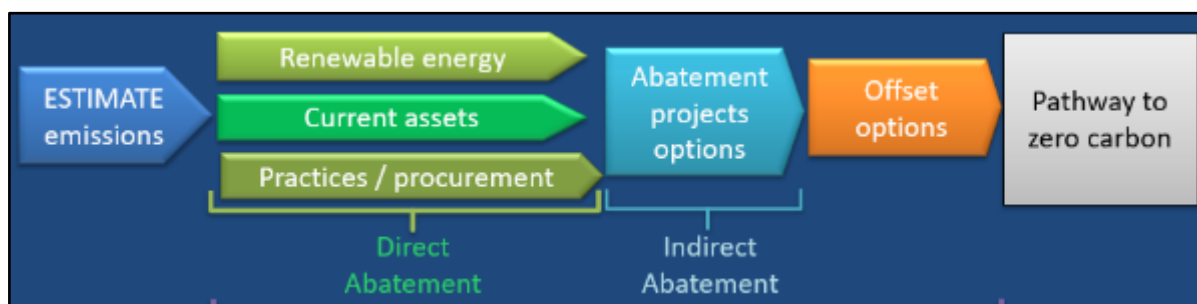 ESTIMATE
emissions
Renewable energy
Current assets
Practices / procurement
Direct
Abatement
Abatement
projects
options
Indirect
Abatement
Offset
options
Pathway to
zero carbon